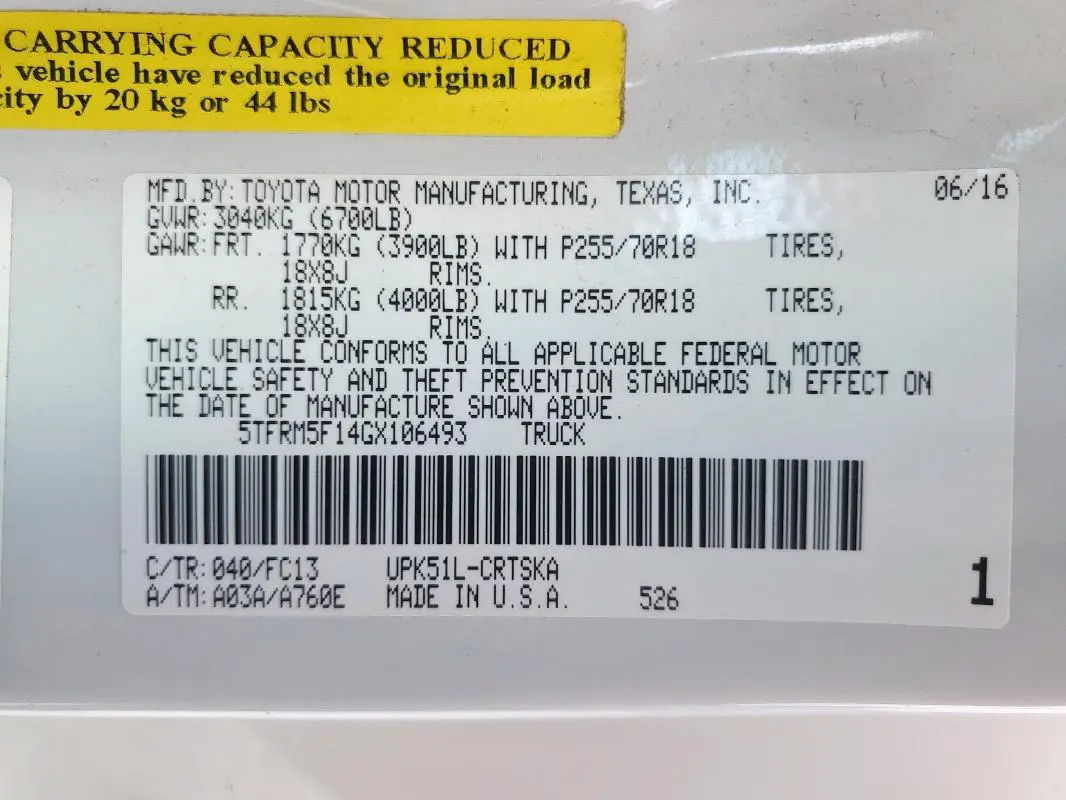 CARRYING CAPACITY REDUCED
vehicle have reduced the original load
by 20 kg or 44 lbs
MFD.BY:TOYOTA MOTOR MANUFACTURING, TEXAS, INC. 06/16
GVWR:3040KG (6700LB)
GAWR:FRT. 1770KG (3900LB) WITH P255/70R18 TIRES,
18X8J RIMS.
RR. 1815KG (4000LB) WITH P255/70R18 TIRES,
18X8J RIMS.
THIS VEHICLE CONFORMS TO ALL APPLICABLE FEDERAL MOTOR
VEHICLE SAFETY AND THEFT PREVENTION STANDARDS IN EFFECT ON
THE DATE OF MANUFACTURE SHOWN ABOVE.
5TFRM5F14GX106493 TRUCK
C/TR:040/FC13 UPK51L-CRTSKA
A/TM:A03A/A760E MADE IN U.S.A. 526 1